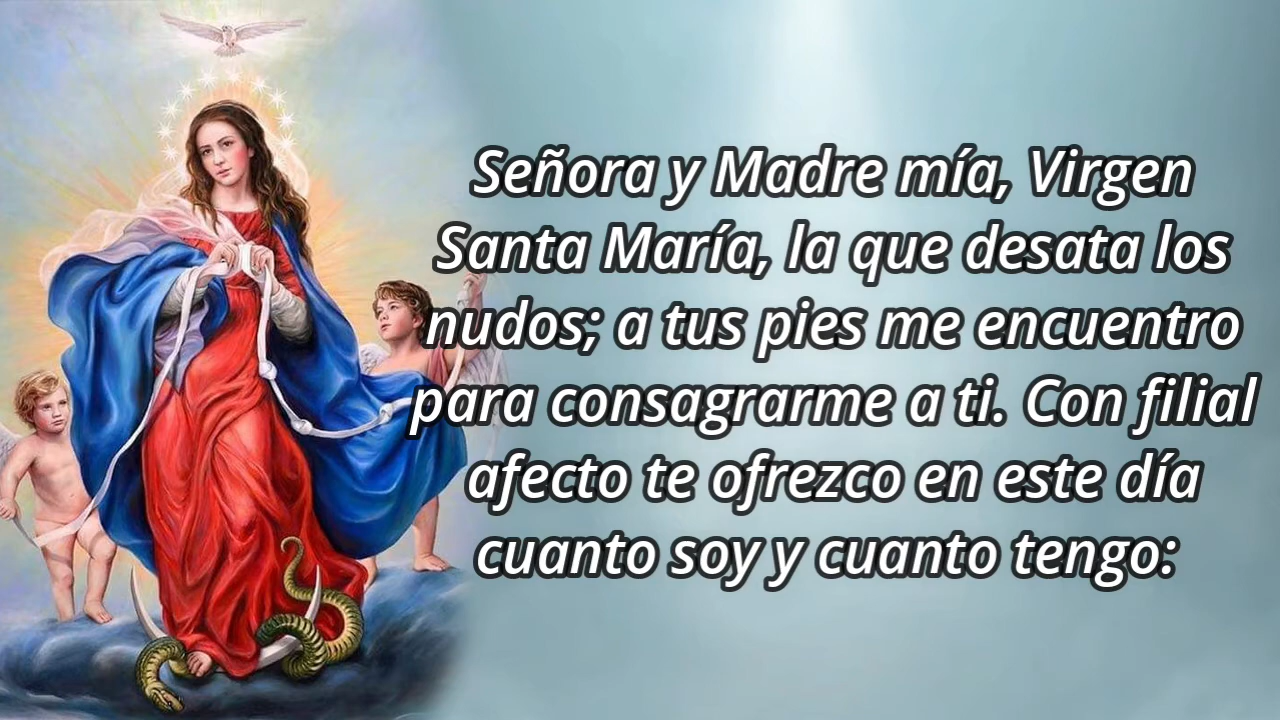 Señora y Madre mía, Virgen
Santa María, la que desata los
nudos; a tus pies me encuentro
para consagrarme a ti. Con filial
afecto te ofrezco en este día
cuanto soy y cuanto tengo: